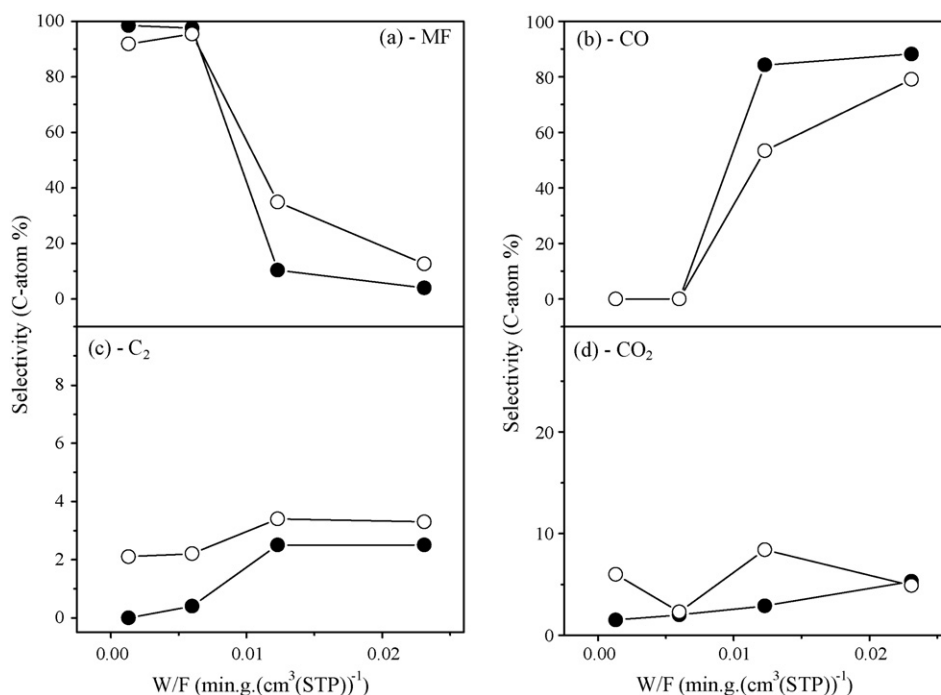 100
80
60
40
20
0
(a) - MF
100
80
60
40
20
0
(b) - CO
Selectivity (C-atom %)
Selectivity (C-atom %)
8
6
4
2
0
(c) - C₂
20
10
0
(d) - CO₂
0.00 0.01 0.02
0.00 0.01 0.02
W/F (min.g.(cm³(STP))⁻¹)
W/F (min.g.(cm³(STP))⁻¹)